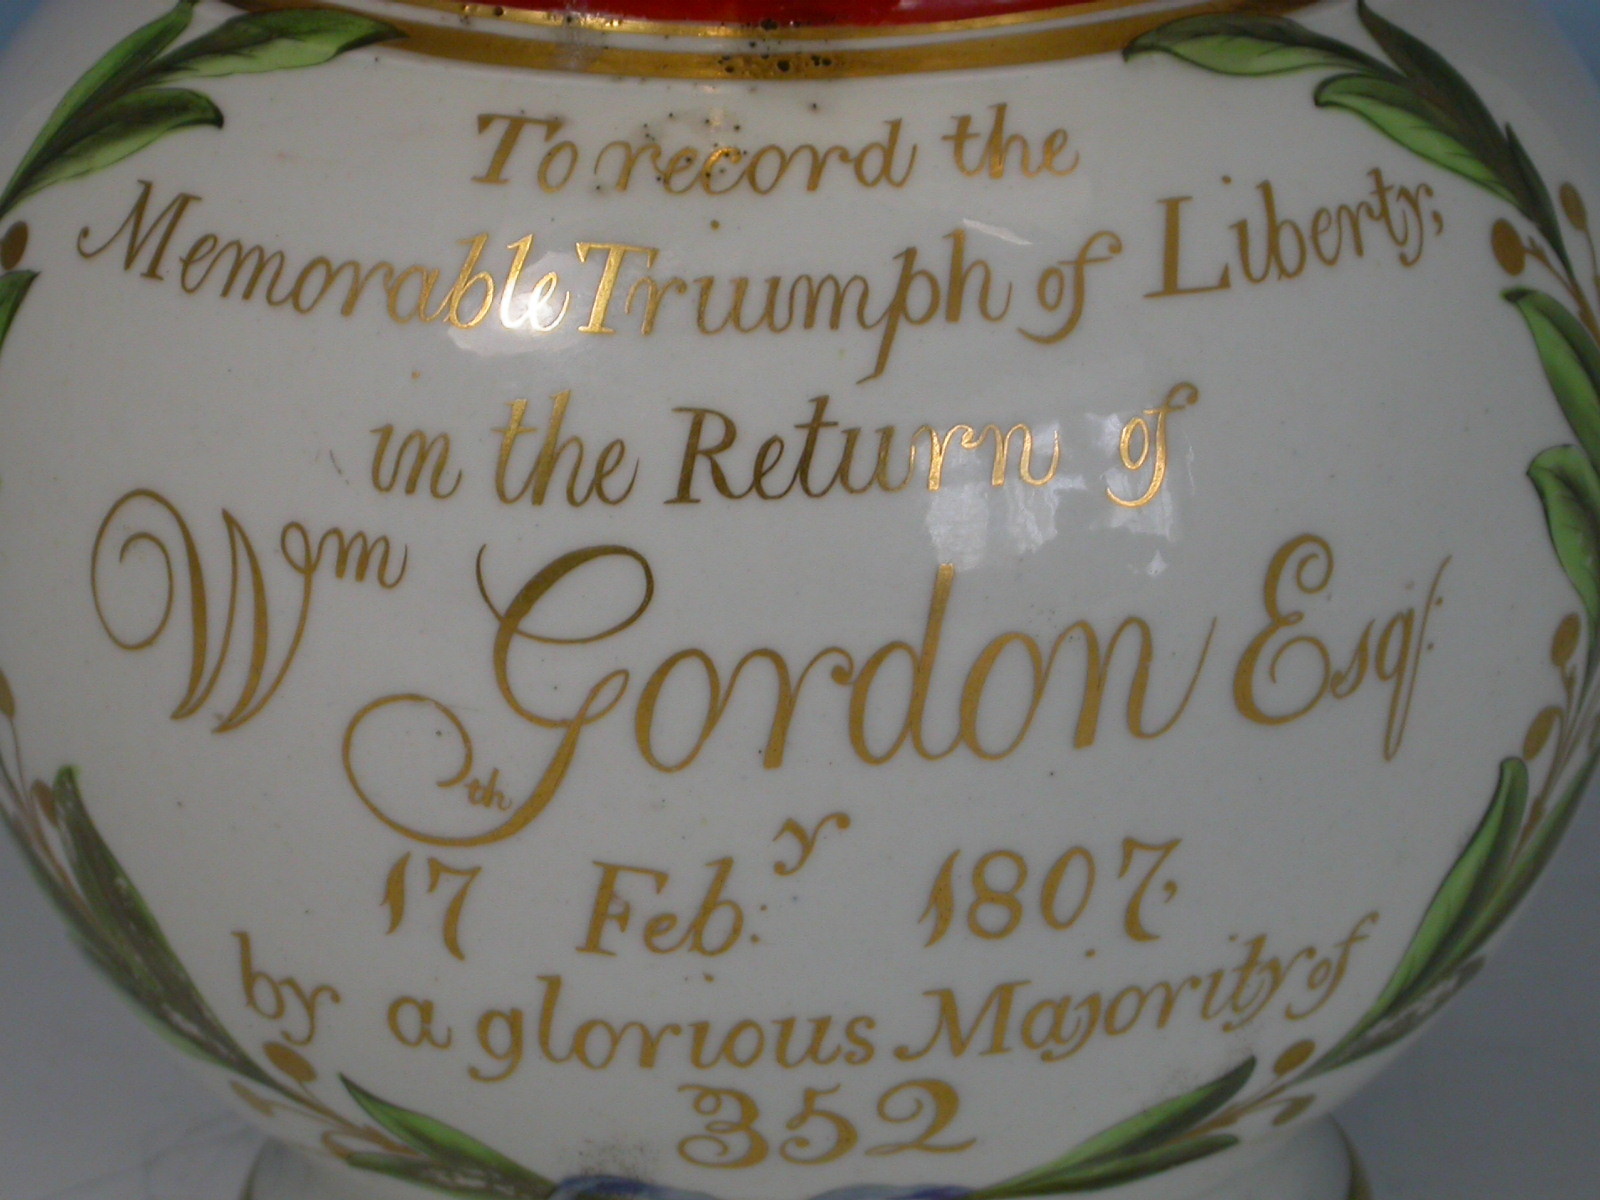 To record the
Memorable Triumph of Liberty;
in the Return of
Wm Gordon Esqr:
17th Feb:y 1807,
by a glorious Majority of
352